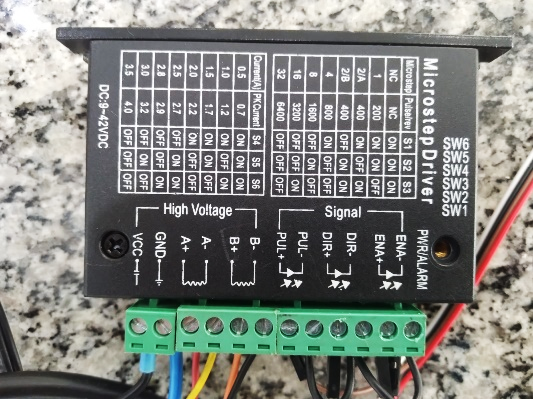 Microstep Driver
SW6
SW5
SW4
SW3
SW2
SW1
Microstep Pulse/rev S1 S2 S3
NC NC ON ON ON
1 200 ON ON OFF
2/A 400 ON OFF ON
2/B 400 OFF ON ON
4 800 ON OFF OFF
8 1600 OFF ON OFF
16 3200 OFF OFF ON
32 6400 OFF OFF OFF
Current(A) PK Current S4 S5 S6
0.5 0.7 ON ON ON
1.0 1.2 ON OFF ON
1.5 1.7 ON ON OFF
2.0 2.2 ON OFF OFF
2.5 2.7 OFF ON ON
2.8 2.9 OFF OFF ON
3.0 3.2 OFF ON OFF
3.5 4.0 OFF OFF OFF
DC:9-42VDC
PWR/ALARM
Signal
ENA-
ENA+
DIR-
DIR+
PUL-
PUL+
High Voltage
B-
B+
A-
A+
GND
VCC